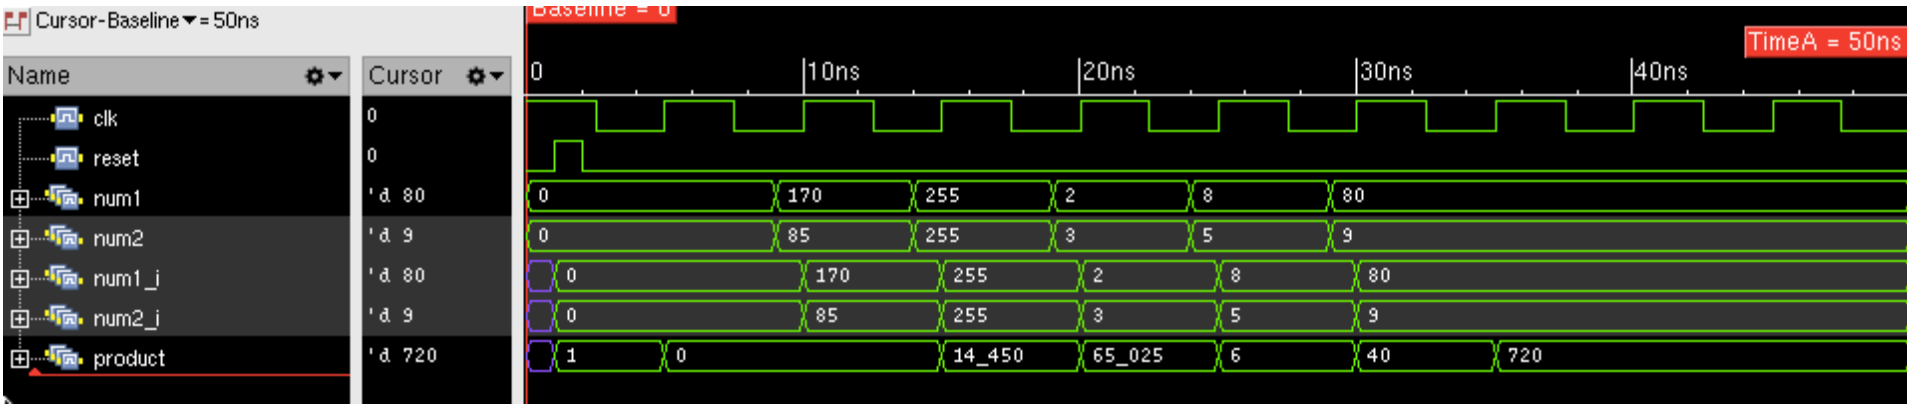 Cursor-Baseline▼= 50ns
Baseline = 0
TimeA = 50ns
Name Cursor 0 10ns 20ns 30ns 40ns
clk 0
reset 0
num1 'd 80 0 170 255 2 8 80
num2 'd 9 0 85 255 3 5 9
num1_i 'd 80 0 170 255 2 8 80
num2_i 'd 9 0 85 255 3 5 9
product 'd 720 1 0 14_450 65_025 6 40 720